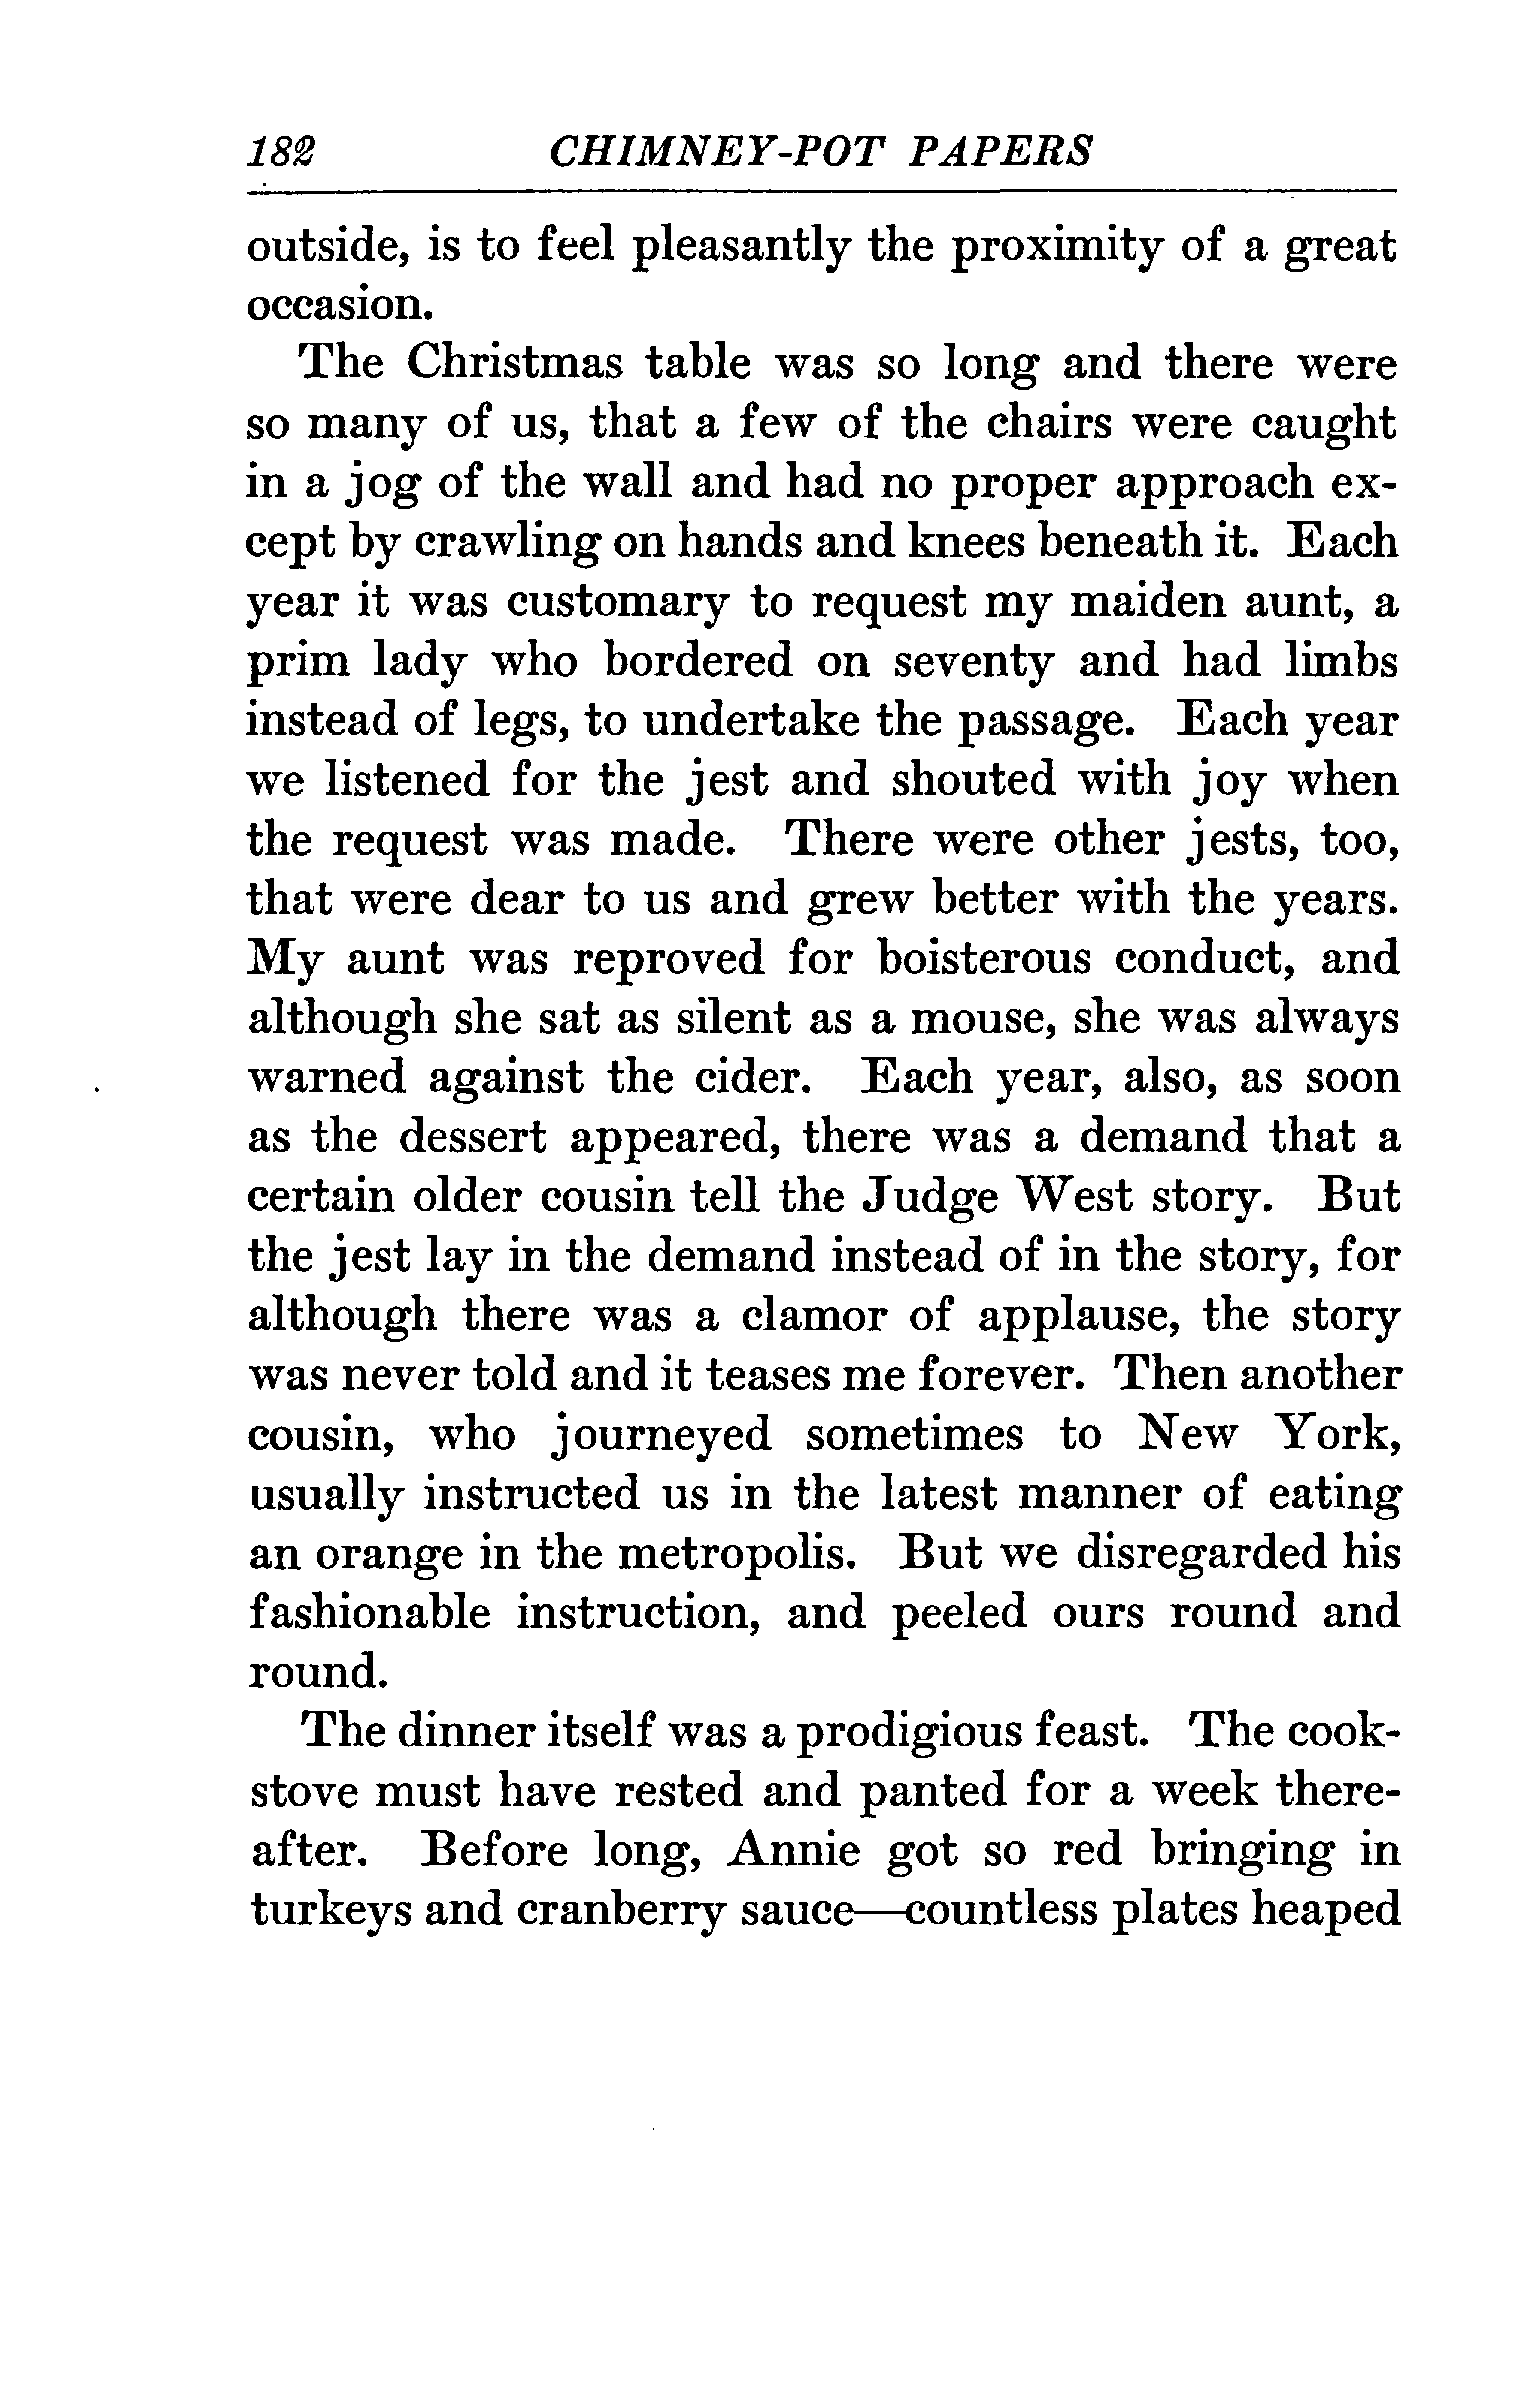 182 CHIMNEY-POT PAPERS
outside, is to feel pleasantly the proximity of a great
occasion.
The Christmas table was so long and there were
so many of us, that a few of the chairs were caught
in a jog of the wall and had no proper approach ex-
cept by crawling on hands and knees beneath it. Each
year it was customary to request my maiden aunt, a
prim lady who bordered on seventy and had limbs
instead of legs, to undertake the passage. Each year
we listened for the jest and shouted with joy when
the request was made. There were other jests, too,
that were dear to us and grew better with the years.
My aunt was reproved for boisterous conduct, and
although she sat as silent as a mouse, she was always
warned against the cider. Each year, also, as soon
as the dessert appeared, there was a demand that a
certain older cousin tell the Judge West story. But
the jest lay in the demand instead of in the story, for
although there was a clamor of applause, the story
was never told and it teases me forever. Then another
cousin, who journeyed sometimes to New York,
usually instructed us in the latest manner of eating
an orange in the metropolis. But we disregarded his
fashionable instruction, and peeled ours round and
round.
The dinner itself was a prodigious feast. The cook-
stove must have rested and panted for a week there-
after. Before long, Annie got so red bringing in
turkeys and cranberry sauce—countless plates heaped